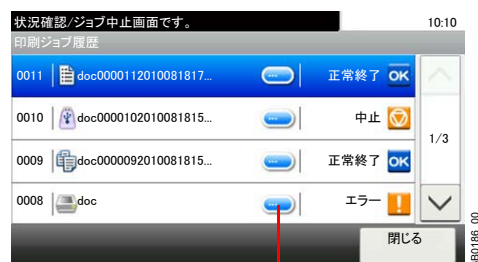 状況確認/ジョブ中止画面です。 10:10
印刷ジョブ履歴
0011 doc0000112010081817... 正常終了 OK
0010 doc0000102010081815... 中止
0009 doc0000092010081815... 正常終了 OK
1/3
0008 doc エラー
閉じる